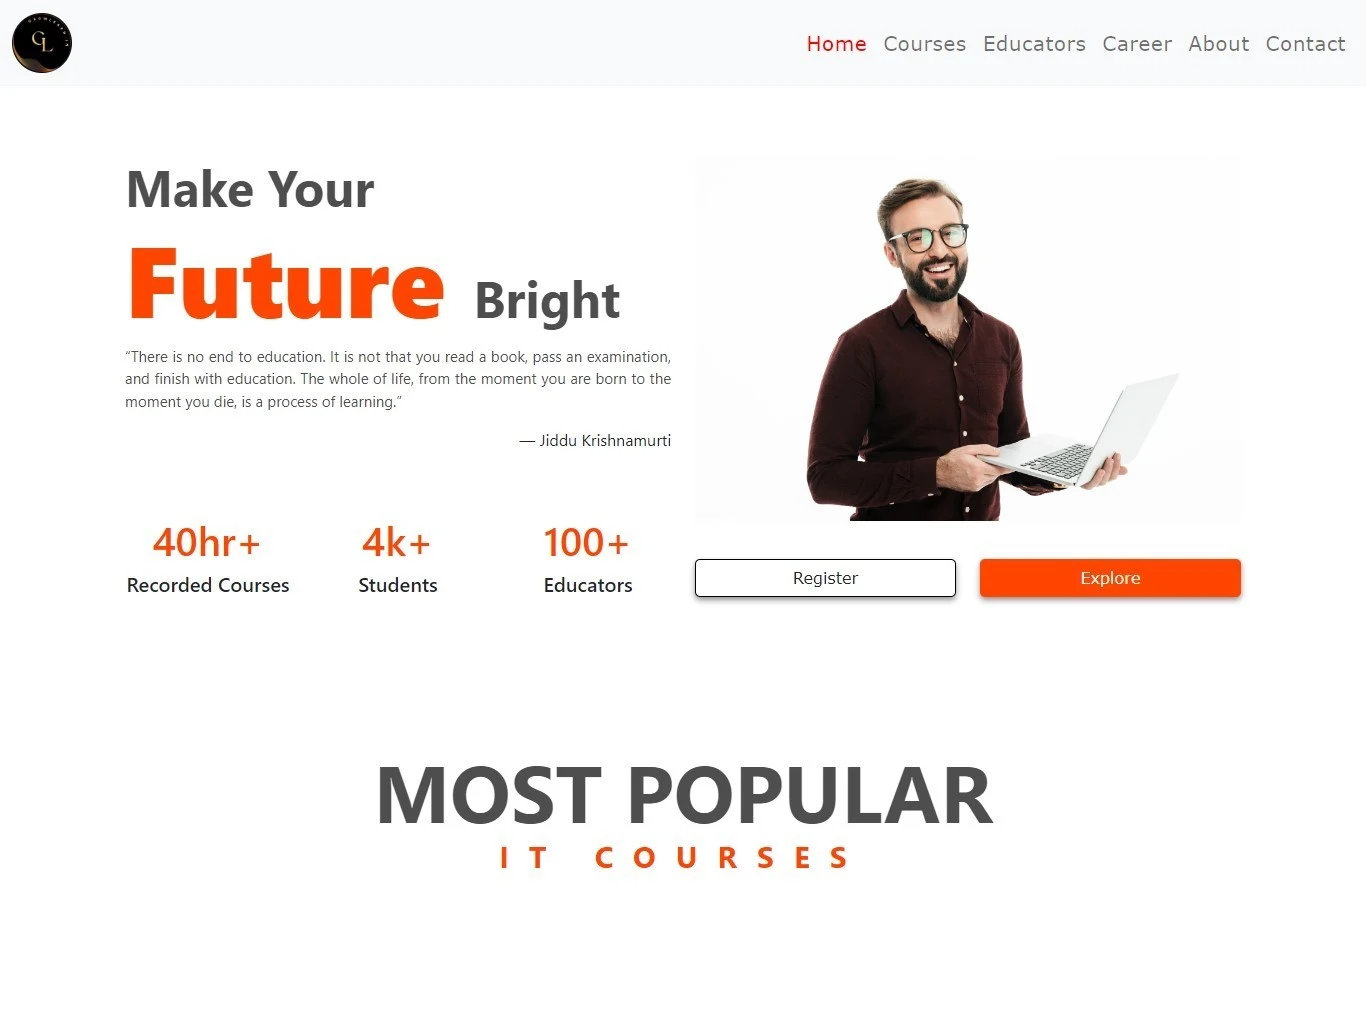 GL
Home Courses Educators Career About Contact
Make Your
Future Bright
“There is no end to education. It is not that you read a book, pass an examination,
and finish with education. The whole of life, from the moment you are born to the
moment you die, is a process of learning.”
— Jiddu Krishnamurti
40hr+ 4k+ 100+
Recorded Courses Students Educators
Register Explore
MOST POPULAR
IT COURSES